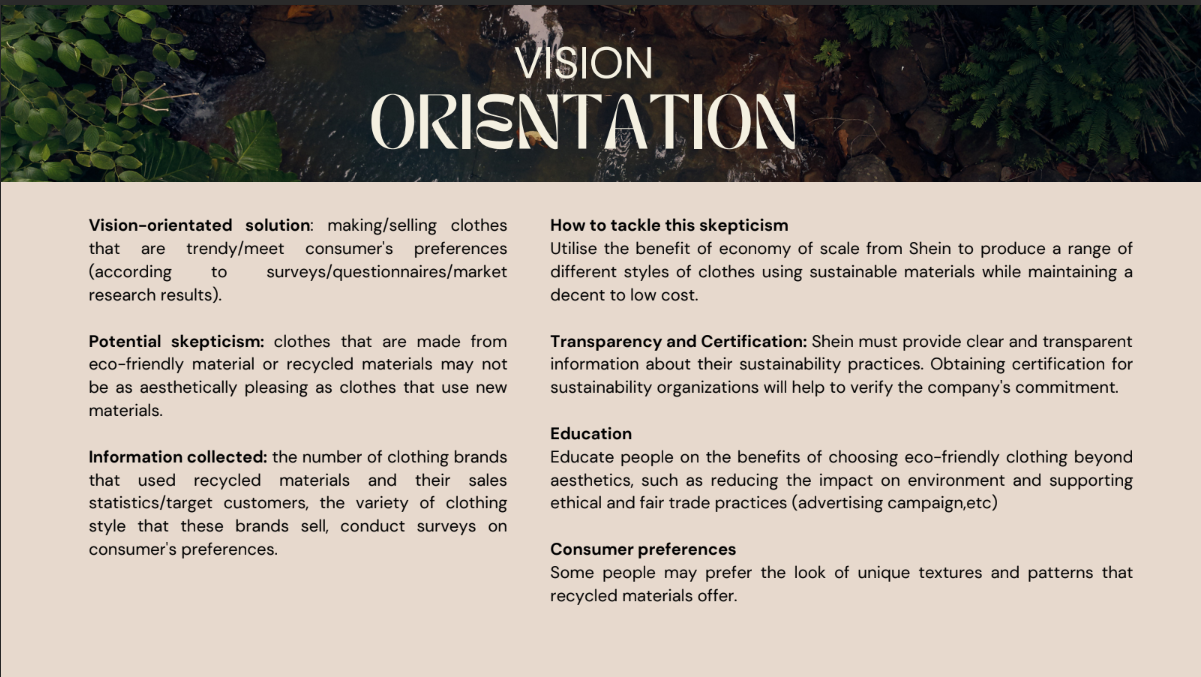 VISION
ORIENTATION
Vision-orientated solution: making/selling clothes
that are trendy/meet consumer's preferences
(according to surveys/questionnaires/market
research results).
Potential skepticism: clothes that are made from
eco-friendly material or recycled materials may not
be as aesthetically pleasing as clothes that use new
materials.
Information collected: the number of clothing brands
that used recycled materials and their sales
statistics/target customers, the variety of clothing
style that these brands sell, conduct surveys on
consumer's preferences.
How to tackle this skepticism
Utilise the benefit of economy of scale from Shein to produce a range of
different styles of clothes using sustainable materials while maintaining a
decent to low cost.
Transparency and Certification: Shein must provide clear and transparent
information about their sustainability practices. Obtaining certification for
sustainability organizations will help to verify the company's commitment.
Education
Educate people on the benefits of choosing eco-friendly clothing beyond
aesthetics, such as reducing the impact on environment and supporting
ethical and fair trade practices (advertising campaign,etc)
Consumer preferences
Some people may prefer the look of unique textures and patterns that
recycled materials offer.